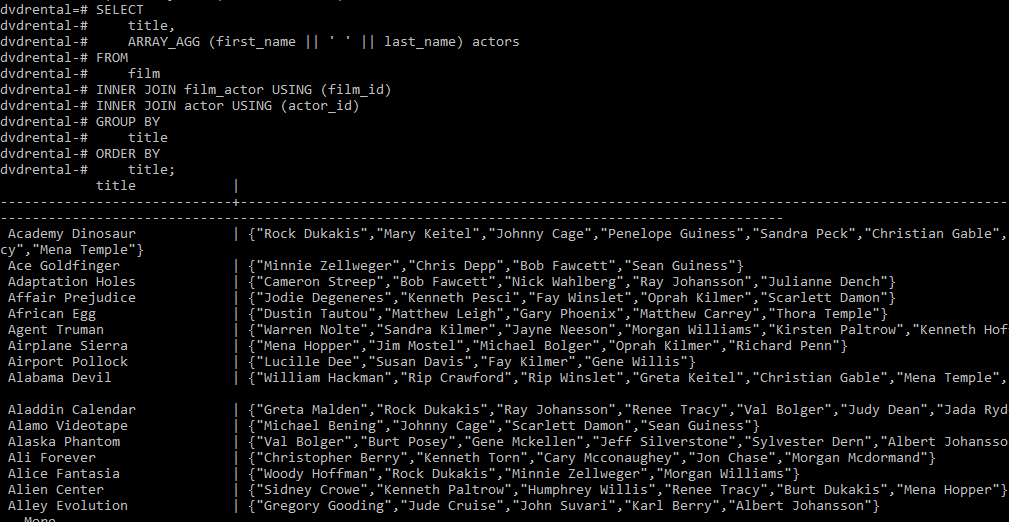 dvdrental=# SELECT
dvdrental-#     title,
dvdrental-#     ARRAY_AGG (first_name || ' ' || last_name) actors
dvdrental-# FROM
dvdrental-#     film
dvdrental-# INNER JOIN film_actor USING (film_id)
dvdrental-# INNER JOIN actor USING (actor_id)
dvdrental-# GROUP BY
dvdrental-#     title
dvdrental-# ORDER BY
dvdrental-#     title;
title |
-----------------------------+------------------------------------------------------------------------------------------------
--------------------------------------------------------------------------------------------------
Academy Dinosaur | {"Rock Dukakis","Mary Keitel","Johnny Cage","Penelope Guiness","Sandra Peck","Christian Gable",
cy","Mena Temple"}
Ace Goldfinger | {"Minnie Zellweger","Chris Depp","Bob Fawcett","Sean Guiness"}
Adaptation Holes | {"Cameron Streep","Bob Fawcett","Nick Wahlberg","Ray Johansson","Julianne Dench"}
Affair Prejudice | {"Jodie Degeneres","Kenneth Pesci","Fay Winslet","Oprah Kilmer","Scarlett Damon"}
African Egg | {"Dustin Tautou","Matthew Leigh","Gary Phoenix","Matthew Carrey","Thora Temple"}
Agent Truman | {"Warren Nolte","Sandra Kilmer","Jayne Neeson","Morgan Williams","Kirsten Paltrow","Kenneth Hoff
Airplane Sierra | {"Mena Hopper","Jim Mostel","Michael Bolger","Oprah Kilmer","Richard Penn"}
Airport Pollock | {"Lucille Dee","Susan Davis","Fay Kilmer","Gene Willis"}
Alabama Devil | {"William Hackman","Rip Crawford","Rip Winslet","Greta Keitel","Christian Gable","Mena Temple",
Aladdin Calendar | {"Greta Malden","Rock Dukakis","Ray Johansson","Renee Tracy","Val Bolger","Judy Dean","Jada Ryd
Alamo Videotape | {"Michael Bening","Johnny Cage","Scarlett Damon","Sean Guiness"}
Alaska Phantom | {"Val Bolger","Burt Posey","Gene Mckellen","Jeff Silverstone","Sylvester Dern","Albert Johansso
Ali Forever | {"Christopher Berry","Kenneth Torn","Cary Mcconaughey","Jon Chase","Morgan Mcdormand"}
Alice Fantasia | {"Woody Hoffman","Rock Dukakis","Minnie Zellweger","Morgan Williams"}
Alien Center | {"Sidney Crowe","Kenneth Paltrow","Humphrey Willis","Renee Tracy","Burt Dukakis","Mena Hopper"}
Alley Evolution | {"Gregory Gooding","Jude Cruise","John Suvari","Karl Berry","Albert Johansson"}